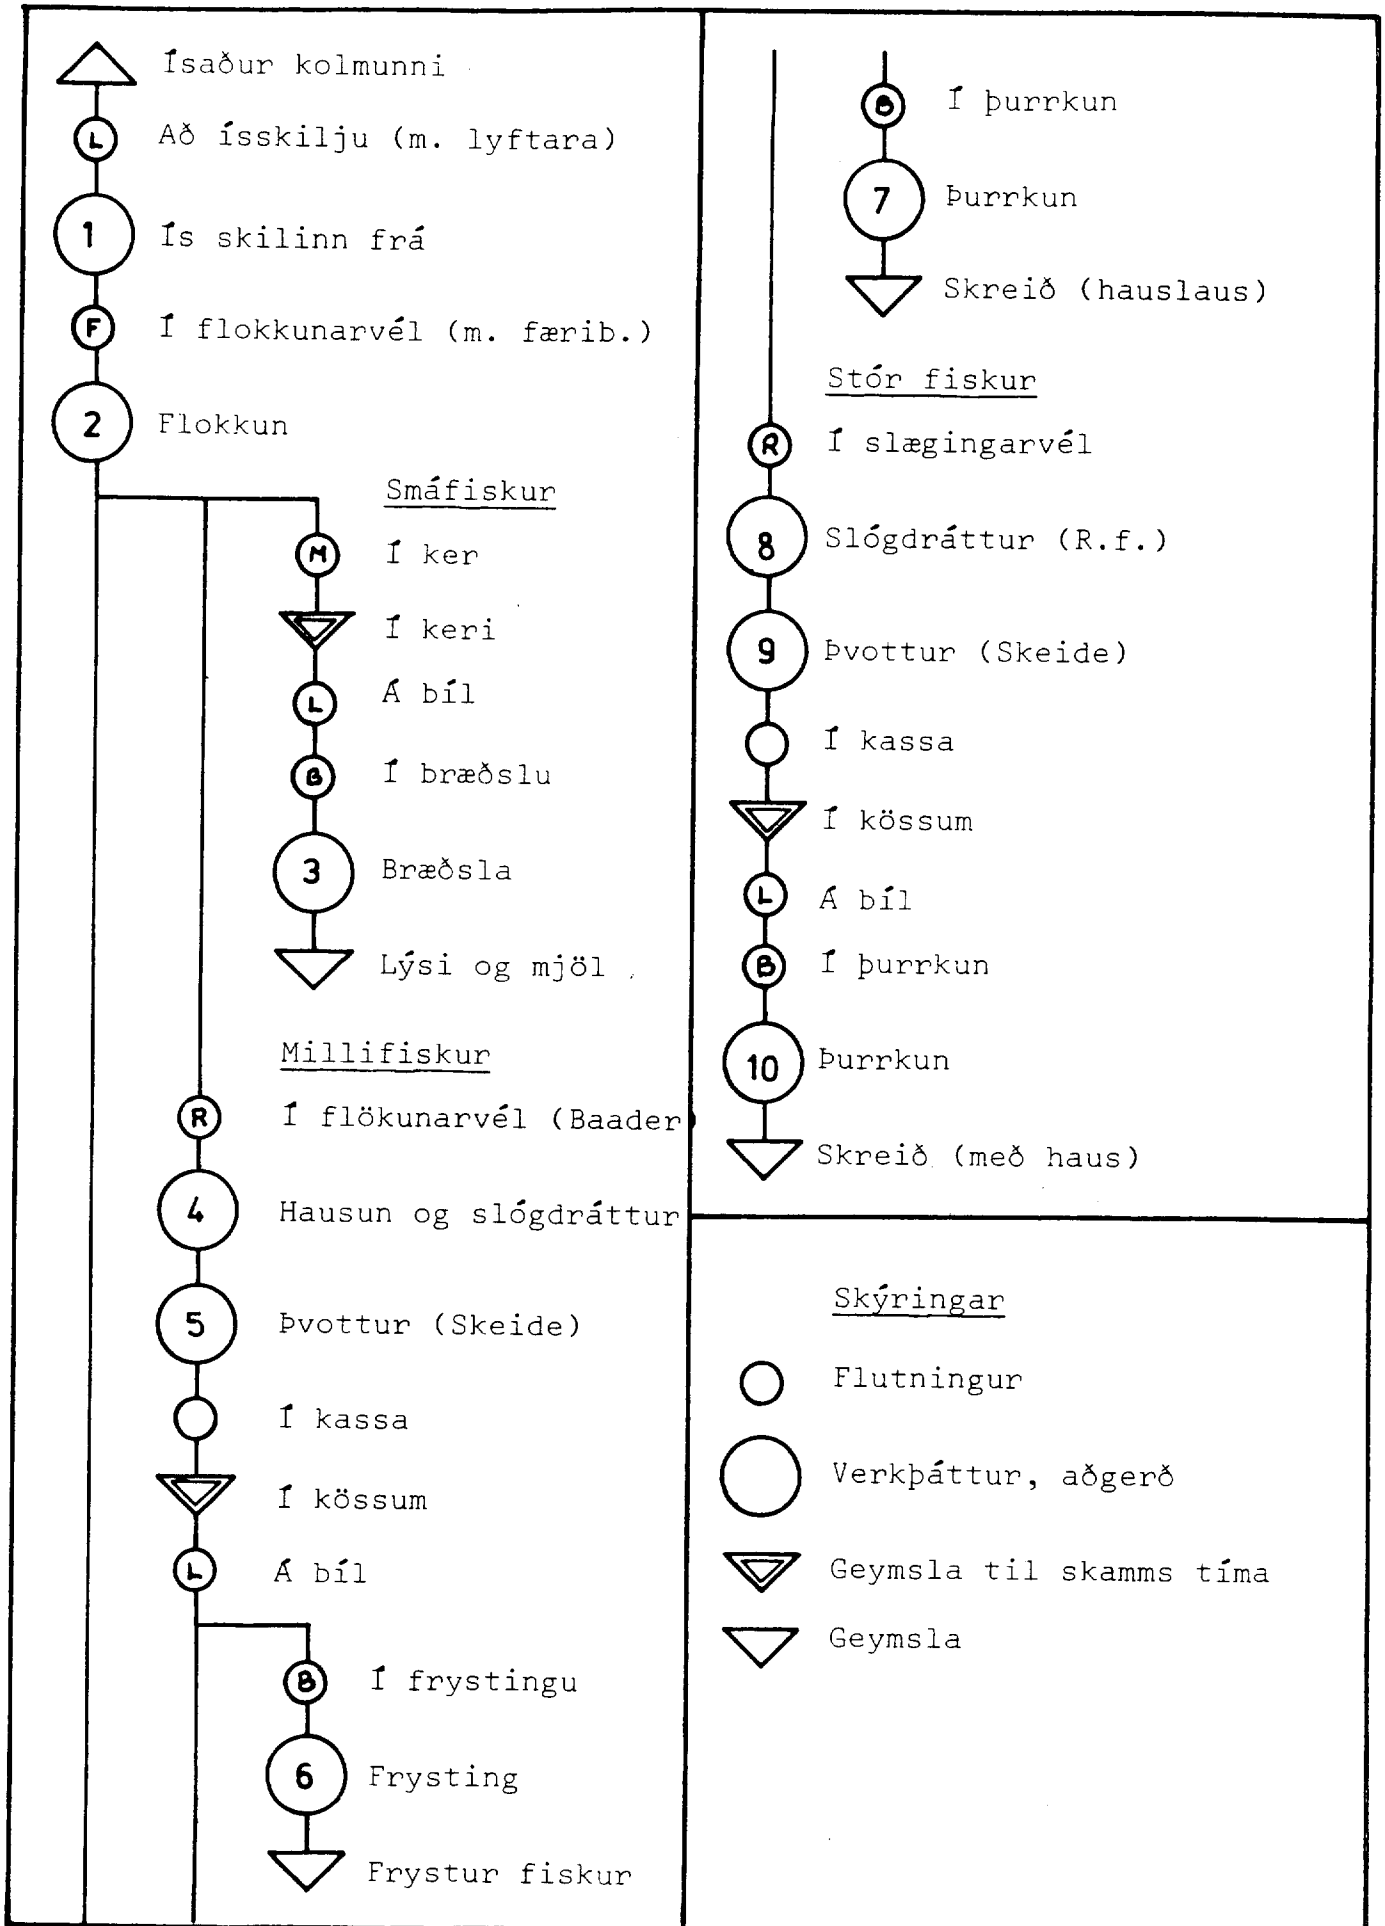 Ísaður kolmunni
L Að ísskilju (m. lyftara)
1 Ís skilinn frá
F Í flokkunarvél (m. færib.)
2 Flokkun
Smáfiskur
M Í ker
Í keri
L Á bíl
B Í bræðslu
3 Bræðsla
Lýsi og mjöl
Millifiskur
R Í flökunarvél (Baader)
4 Hausun og slógdráttur
5 Þvottur (Skeide)
Í kassa
Í kössum
L Á bíl
B Í frystingu
6 Frysting
Frystur fiskur
B Í þurrkun
7 Þurrkun
Skreið (hauslaus)
Stór fiskur
R Í slægingarvél
8 Slógdráttur (R.f.)
9 Þvottur (Skeide)
Í kassa
Í kössum
L Á bíl
B Í þurrkun
10 Þurrkun
Skreið (með haus)
Skýringar
Flutningur
Verkþáttur, aðgerð
Geymsla til skamms tíma
Geymsla